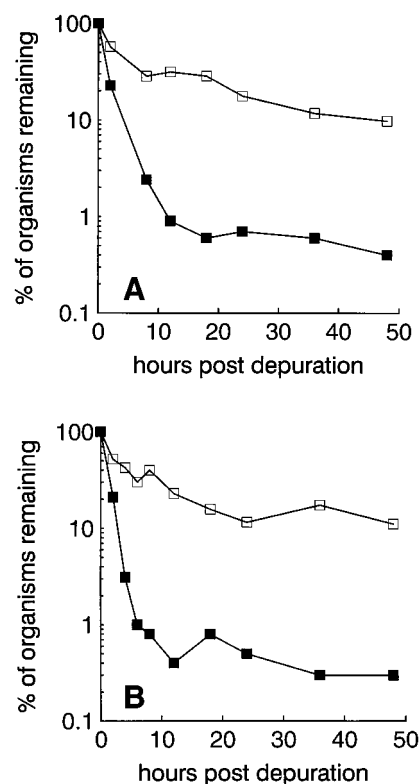 % of organisms remaining
100
10
1
0.1
A
0 10 20 30 40 50
hours post depuration
% of organisms remaining
100
10
1
0.1
B
0 10 20 30 40 50
hours post depuration